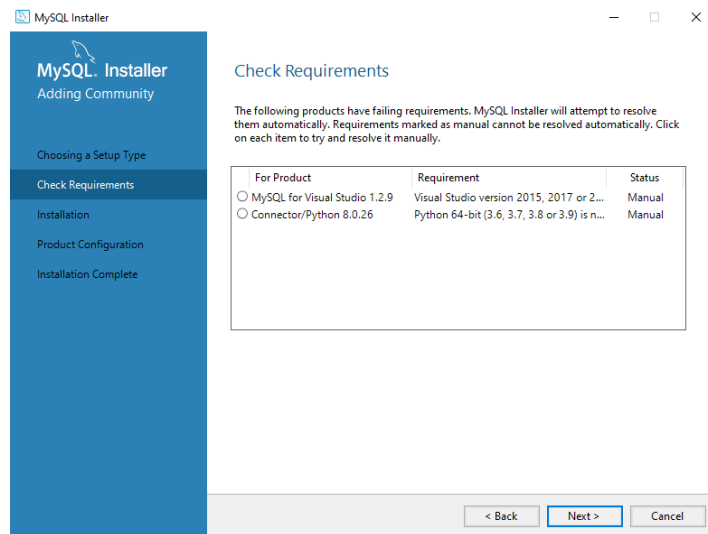 MySQL Installer
MySQL. Installer
Adding Community
Choosing a Setup Type
Check Requirements
Installation
Product Configuration
Installation Complete
Check Requirements
The following products have failing requirements. MySQL Installer will attempt to resolve
them automatically. Requirements marked as manual cannot be resolved automatically. Click
on each item to try and resolve it manually.
For Product Requirement Status
MySQL for Visual Studio 1.2.9 Visual Studio version 2015, 2017 or 2... Manual
Connector/Python 8.0.26 Python 64-bit (3.6, 3.7, 3.8 or 3.9) is n... Manual
< Back Next > Cancel